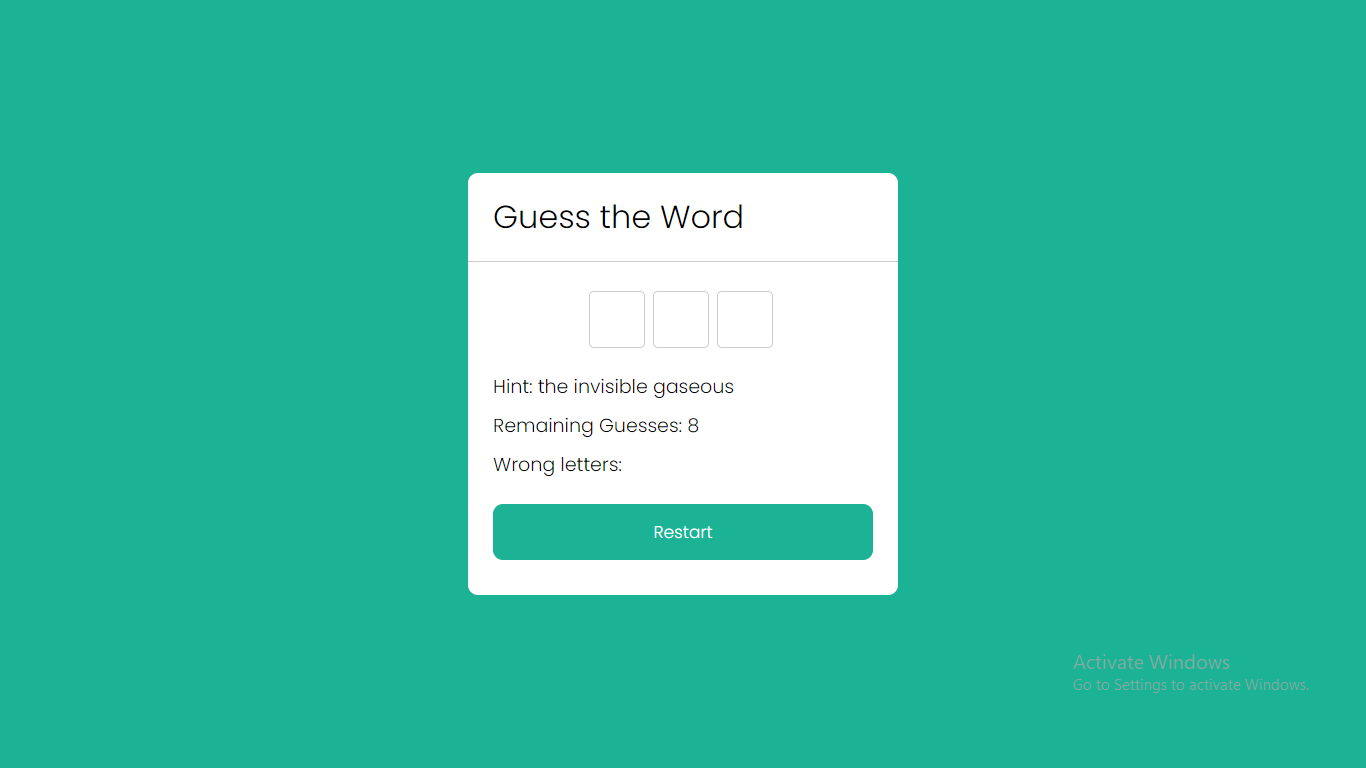 Guess the Word
Hint: the invisible gaseous
Remaining Guesses: 8
Wrong letters:
Restart
Activate Windows
Go to Settings to activate Windows.